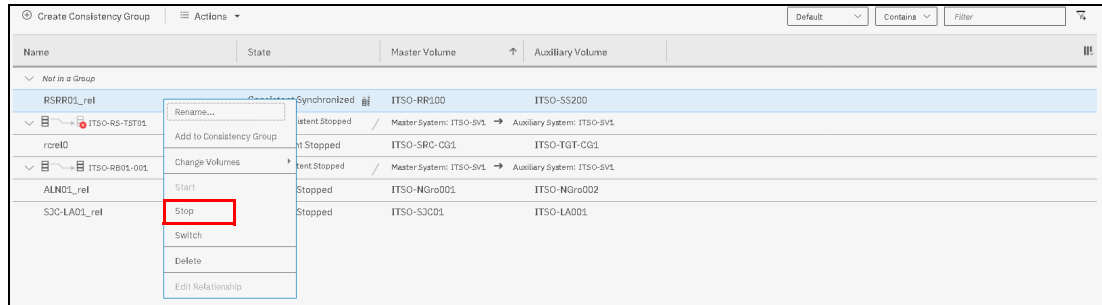 Create Consistency Group Actions Default Contains Filter
Name State Master Volume Auxiliary Volume
Not in a Group
RSRR01_rel Consistent Synchronized ITSO-RR100 ITSO-SS200
Rename...
ITSO-RS-TST01 istent Stopped Master System: ITSO-SV1 → Auxiliary System: ITSO-SV1
Add to Consistency Group
rcrel0 nt Stopped ITSO-SRC-CG1 ITSO-TGT-CG1
Change Volumes
ITSO-RB01-001 tent Stopped Master System: ITSO-SV1 → Auxiliary System: ITSO-SV1
Start
ALN01_rel Stopped ITSO-NGro001 ITSO-NGro002
Stop
SJC-LA01_rel Stopped ITSO-SJC01 ITSO-LA001
Switch
Delete
Edit Relationship